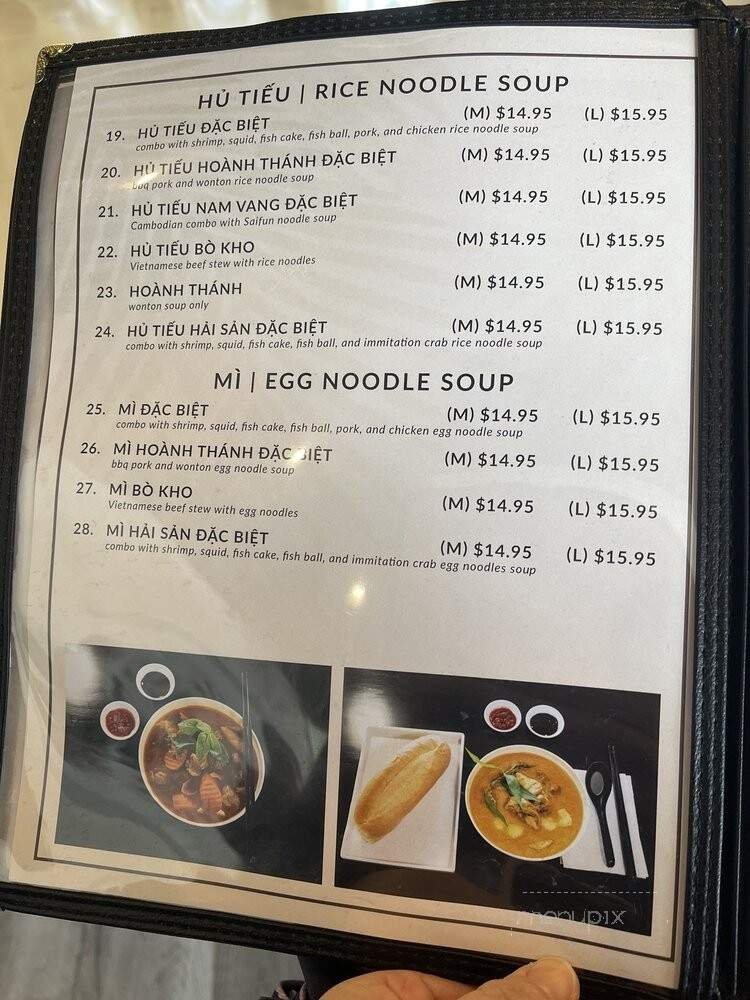 HỦ TIẾU | RICE NOODLE SOUP
19. HỦ TIẾU ĐẶC BIỆT (M) $14.95 (L) $15.95
combo with shrimp, squid, fish cake, fish ball, pork, and chicken rice noodle soup
20. HỦ TIẾU HOÀNH THÁNH ĐẶC BIỆT (M) $14.95 (L) $15.95
bbq pork and wonton rice noodle soup
21. HỦ TIẾU NAM VANG ĐẶC BIỆT (M) $14.95 (L) $15.95
Cambodian combo with Saifun noodle soup
22. HỦ TIẾU BÒ KHO (M) $14.95 (L) $15.95
Vietnamese beef stew with rice noodles
23. HOÀNH THÁNH (M) $14.95 (L) $15.95
wonton soup only
24. HỦ TIẾU HẢI SẢN ĐẶC BIỆT (M) $14.95 (L) $15.95
combo with shrimp, squid, fish cake, fish ball, and immitation crab rice noodle soup
MÌ | EGG NOODLE SOUP
25. MÌ ĐẶC BIỆT (M) $14.95 (L) $15.95
combo with shrimp, squid, fish cake, fish ball, pork, and chicken egg noodle soup
26. MÌ HOÀNH THÁNH ĐẶC BIỆT (M) $14.95 (L) $15.95
bbq pork and wonton egg noodle soup
27. MÌ BÒ KHO (M) $14.95 (L) $15.95
Vietnamese beef stew with egg noodles
28. MÌ HẢI SẢN ĐẶC BIỆT (M) $14.95 (L) $15.95
combo with shrimp, squid, fish cake, fish ball, and immitation crab egg noodles soup
menupix